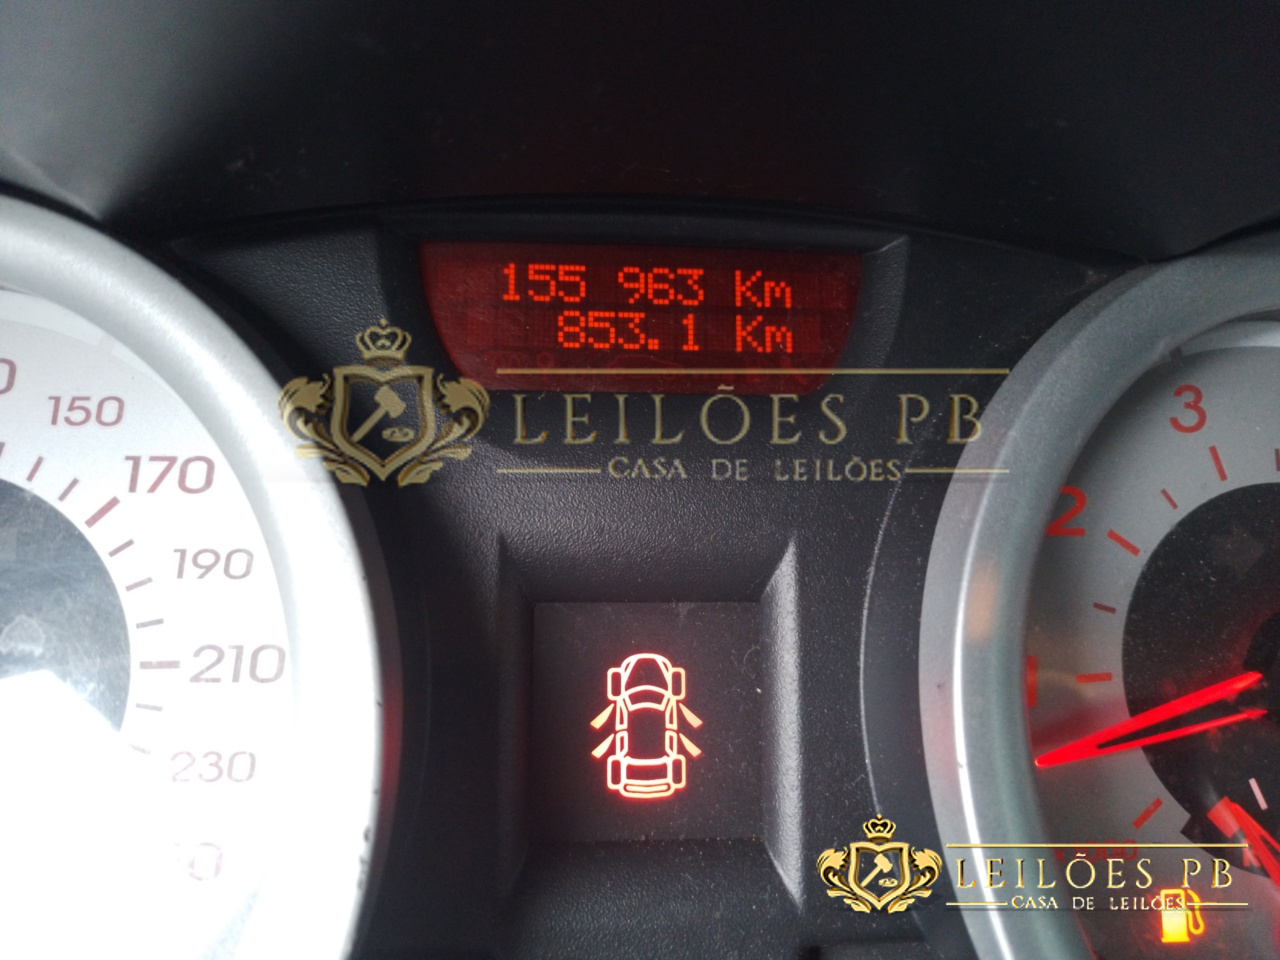 155 963 Km
853.1 Km
LEILÕES PB
CASA DE LEILÕES
150
170
190
210
230
3
2
LEILÕES PB
CASA DE LEILÕES